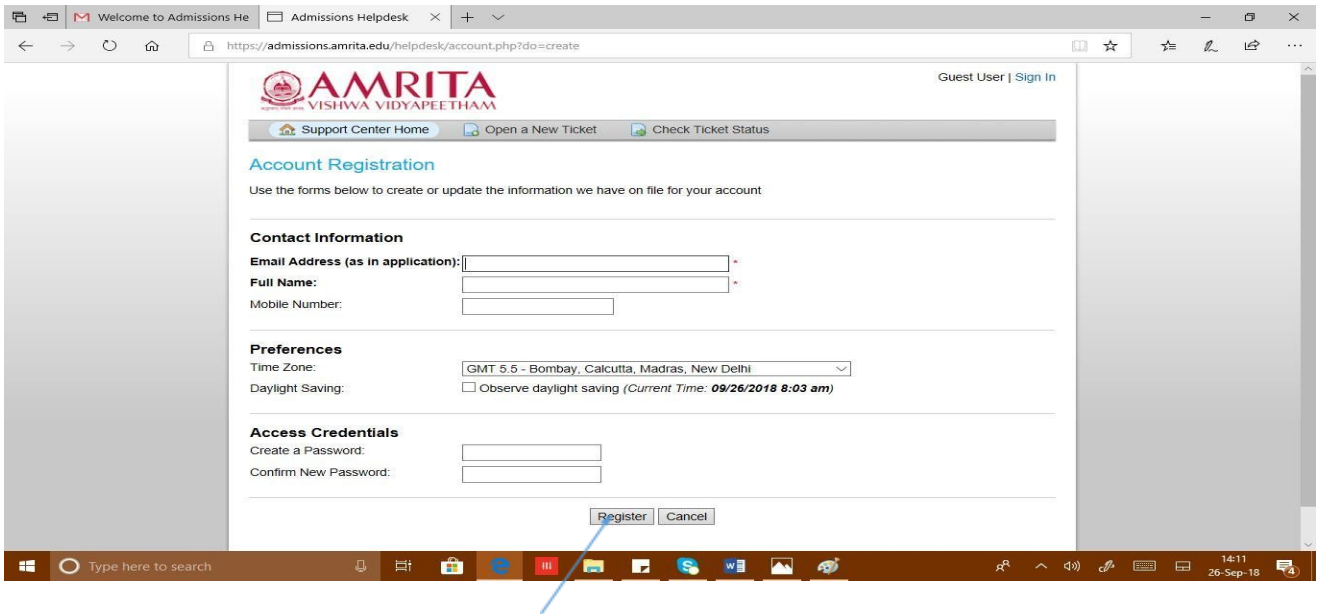 Welcome to Admissions He
Admissions Helpdesk
https://admissions.amrita.edu/helpdesk/account.php?do=create
AMRITA
VISHWA VIDYAPEETHAM
Guest User | Sign In
Support Center Home Open a New Ticket Check Ticket Status
Account Registration
Use the forms below to create or update the information we have on file for your account
Contact Information
Email Address (as in application): *
Full Name: *
Mobile Number:
Preferences
Time Zone: GMT 5.5 - Bombay, Calcutta, Madras, New Delhi
Daylight Saving: Observe daylight saving (Current Time: 09/26/2018 8:03 am)
Access Credentials
Create a Password:
Confirm New Password:
Register Cancel
Type here to search
14:11
26-Sep-18
4